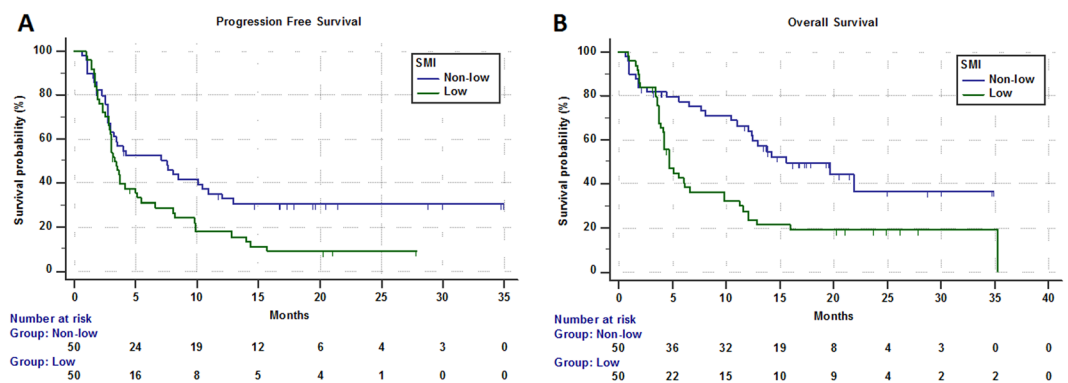 A
Progression Free Survival
SMI
Non-low
Low
Survival probability (%)
100
80
60
40
20
0
0 5 10 15 20 25 30 35
Months
Number at risk
Group: Non-low
50 24 19 12 6 4 3 0
Group: Low
50 16 8 5 4 1 0 0
B
Overall Survival
SMI
Non-low
Low
Survival probability (%)
100
80
60
40
20
0
0 5 10 15 20 25 30 35 40
Months
Number at risk
Group: Non-low
50 36 32 19 8 4 3 0 0
Group: Low
50 22 15 10 9 4 2 2 0